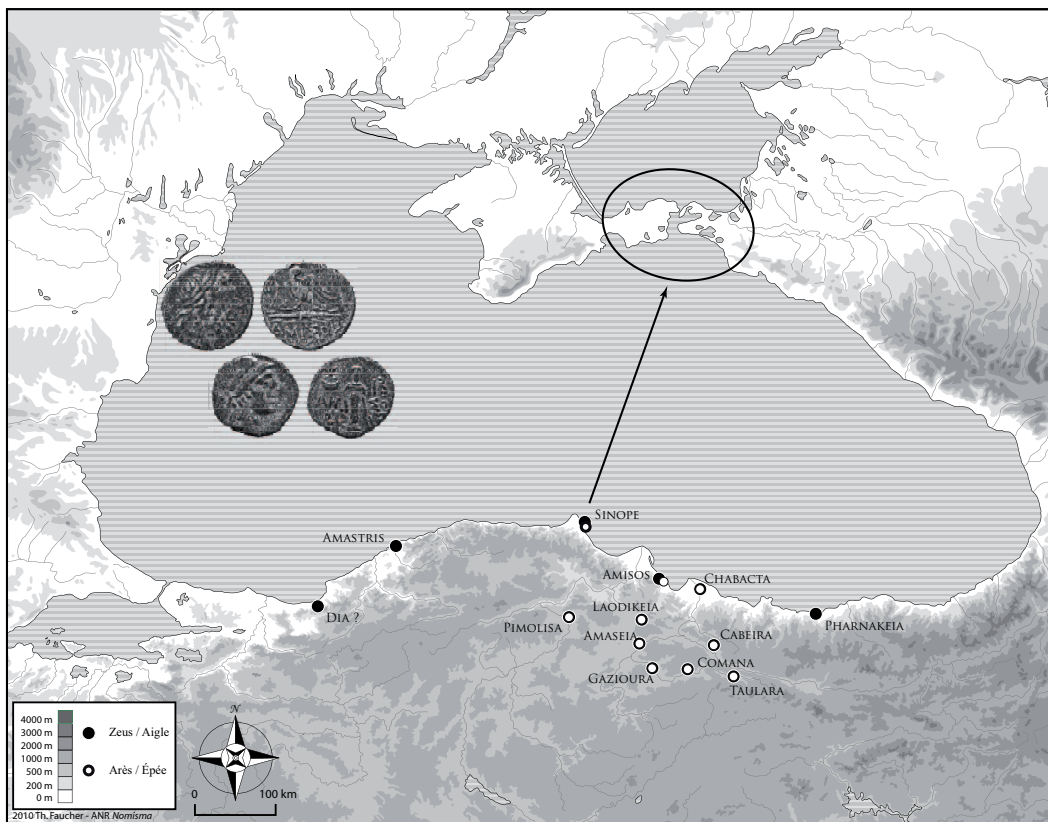 Sinope
Amastris
Amisos
Chabacta
Dia ?
Laodikeia
Pimolisa
Pharnakeia
Amaseia
Cabeira
Gazioura
Comana
Taulara
4000 m
3000 m
2000 m
1000 m
500 m
200 m
0 m
Zeus / Aigle
Arès / Épée
N
0 100 km
2010 Th. Faucher - ANR Nomisma